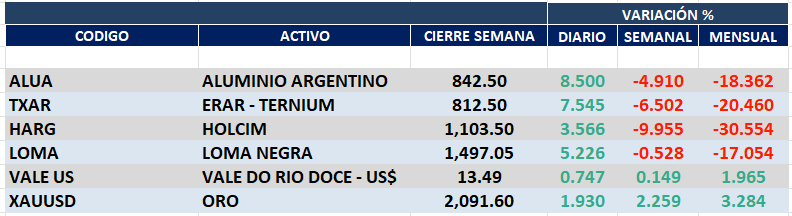 VARIACIÓN %
CODIGO ACTIVO CIERRE SEMANA DIARIO SEMANAL MENSUAL
ALUA ALUMINIO ARGENTINO 842.50 8.500 -4.910 -18.362
TXAR ERAR - TERNIUM 812.50 7.545 -6.502 -20.460
HARG HOLCIM 1,103.50 3.566 -9.955 -30.554
LOMA LOMA NEGRA 1,497.05 5.226 -0.528 -17.054
VALE US VALE DO RIO DOCE - US$ 13.49 0.747 0.149 1.965
XAUUSD ORO 2,091.60 1.930 2.259 3.284